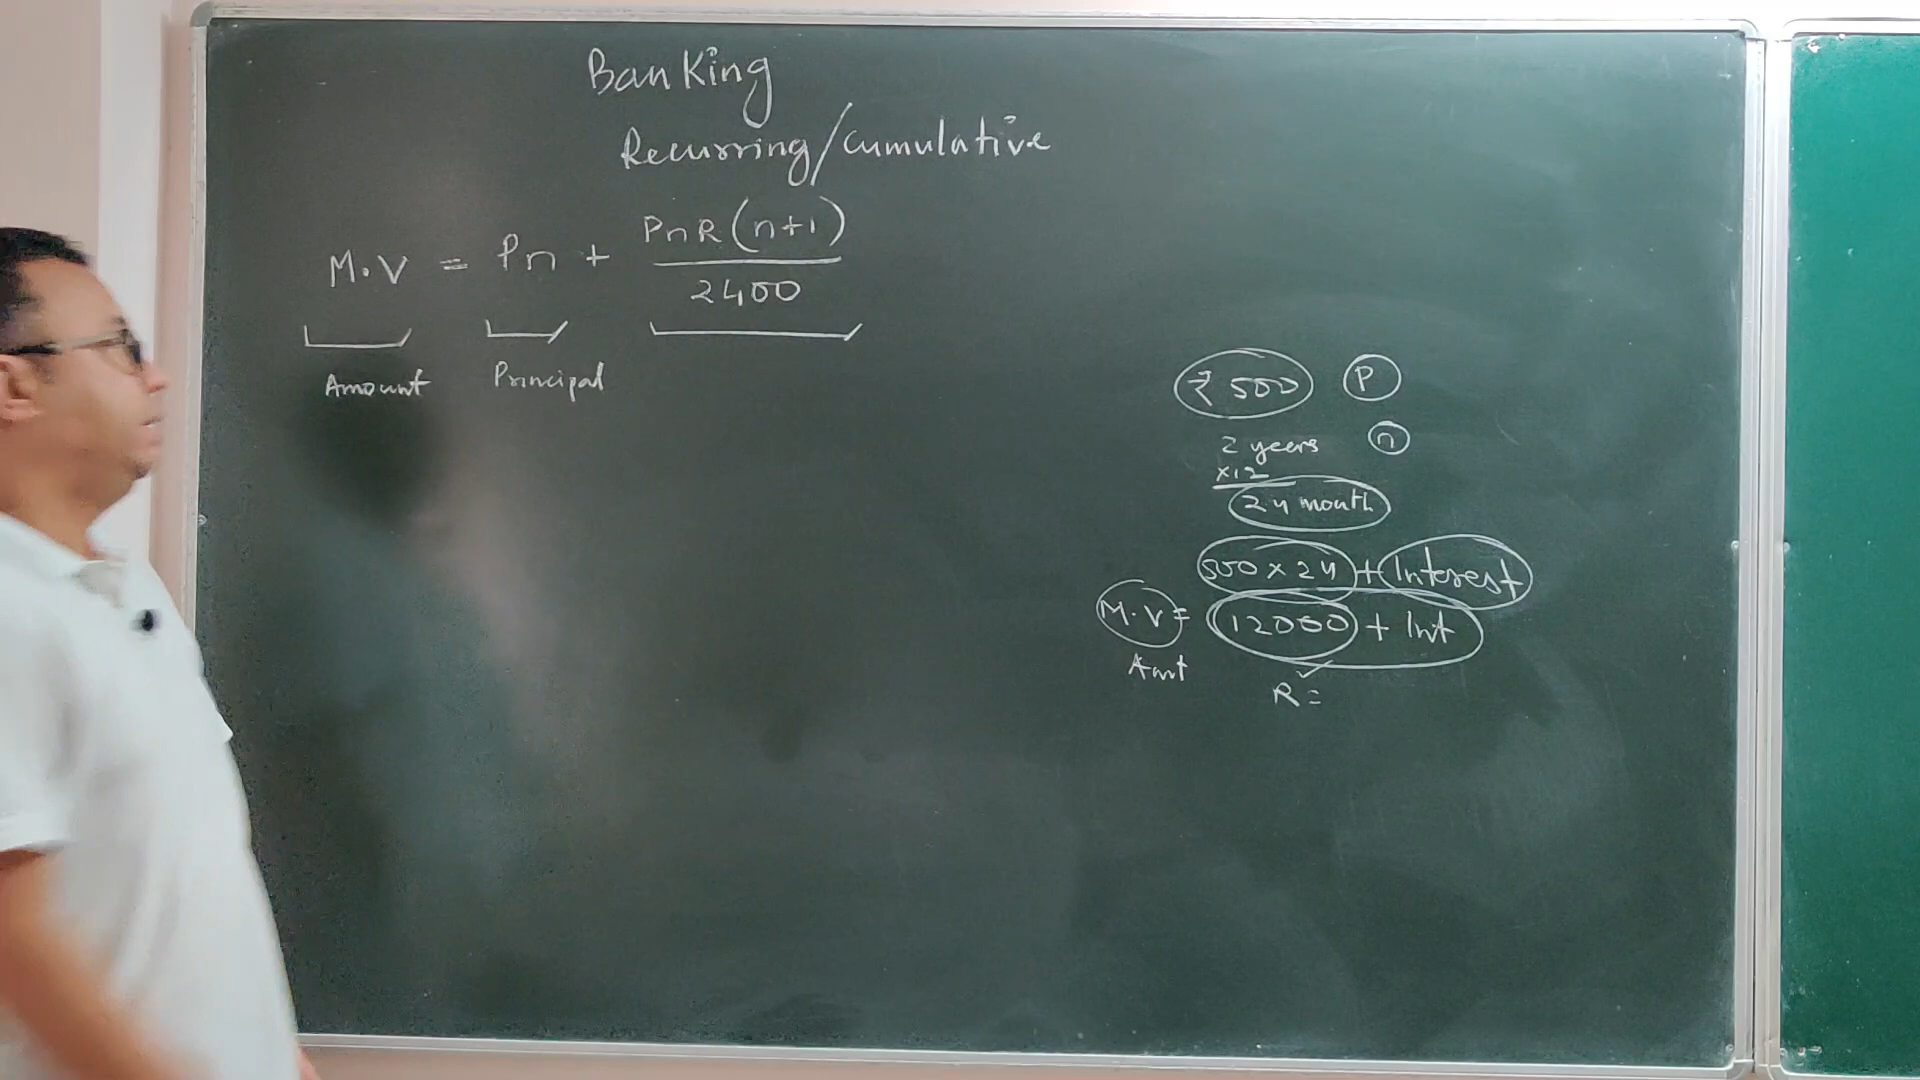 Banking
Recurring/Cumulative
M.V = Pn + PnR(n+1)
2400
Amount Principal
₹ 500 P
2 years n
×12
24 month
500 × 24 + Interest
M.V = 12000 + Int
Amt
R =